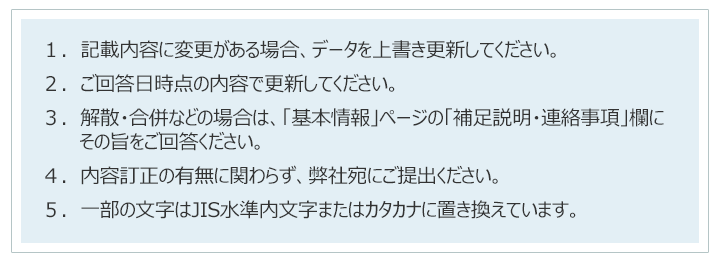 １．記載内容に変更がある場合、データを上書き更新してください。
２．ご回答日時点の内容で更新してください。
３．解散・合併などの場合は、「基本情報」ページの「補足説明・連絡事項」欄に
その旨をご回答ください。
４．内容訂正の有無に関わらず、弊社宛にご提出ください。
５．一部の文字はJIS水準内文字またはカタカナに置き換えています。